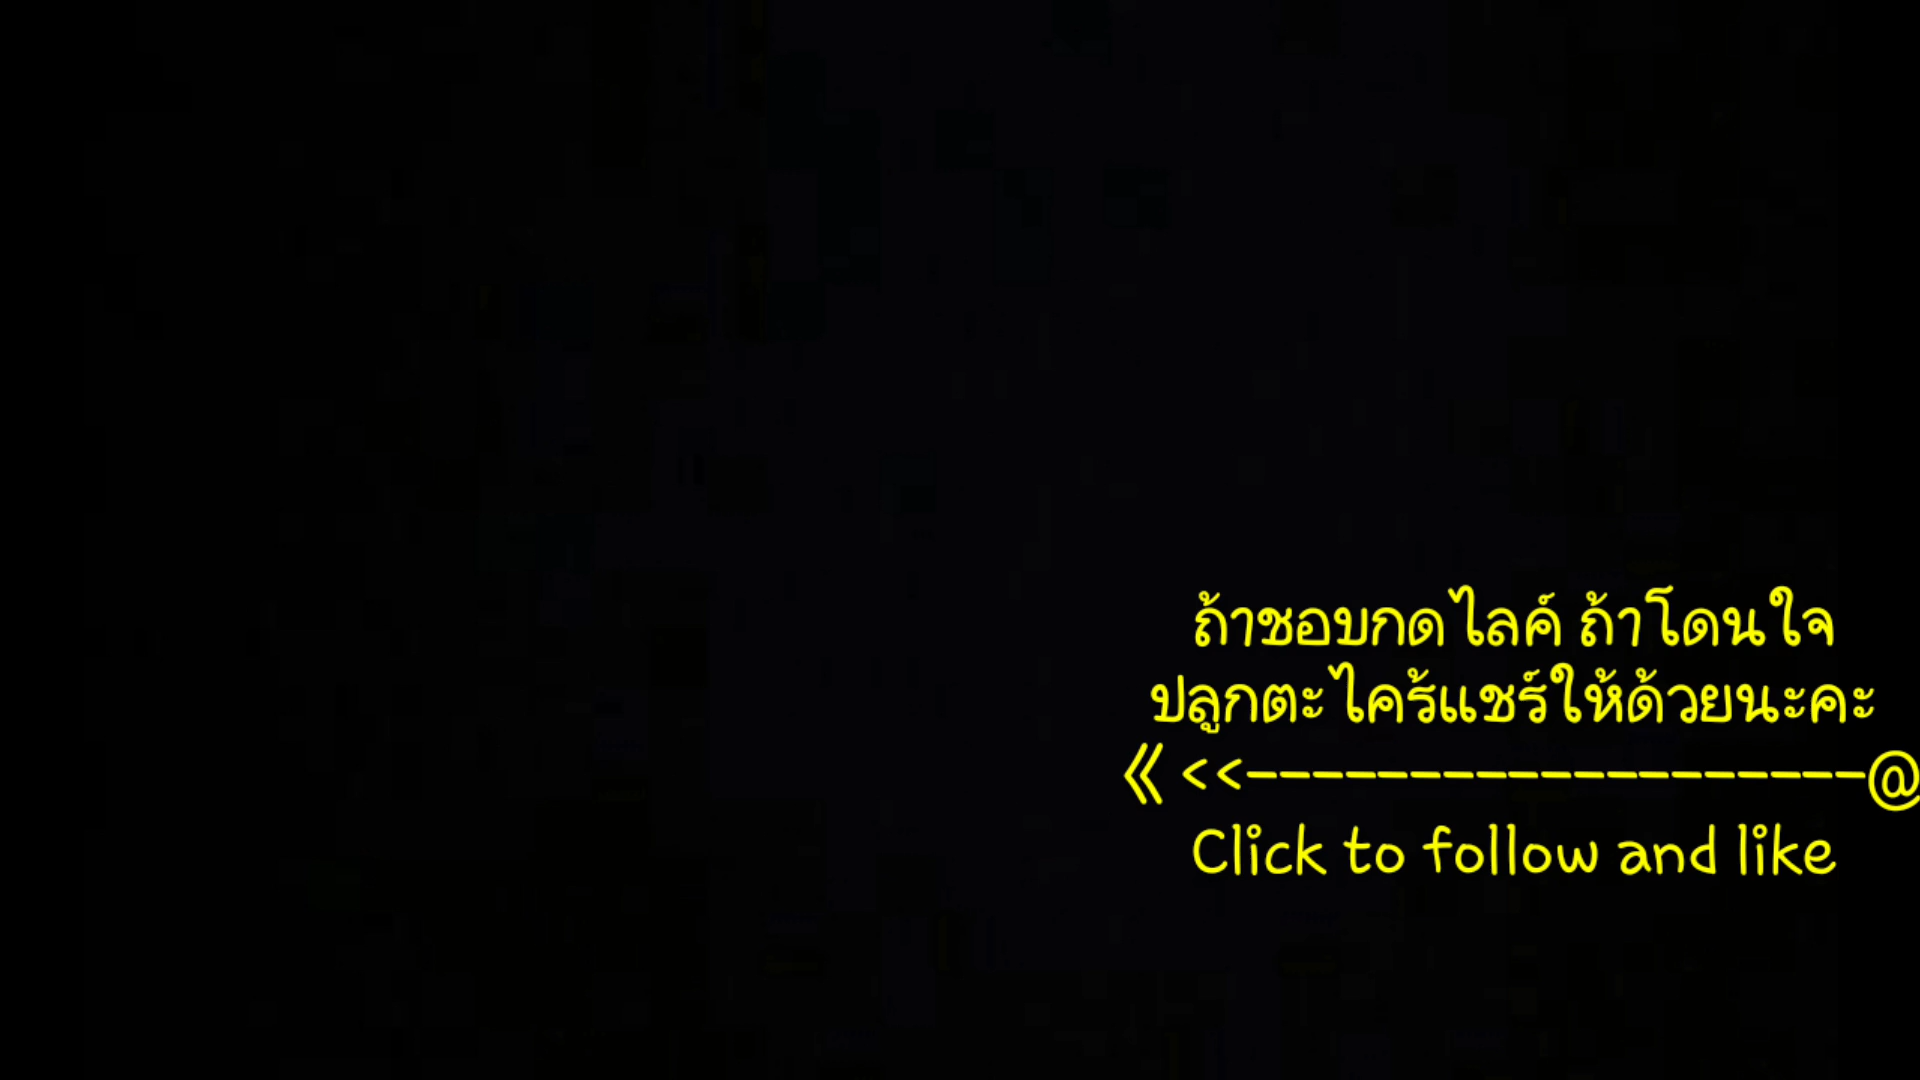 ถ้าชอบกดไลค์ ถ้าโดนใจ
ปลูกตะไคร้แชร์ให้ด้วยนะคะ
《 <<-------------------@
Click to follow and like